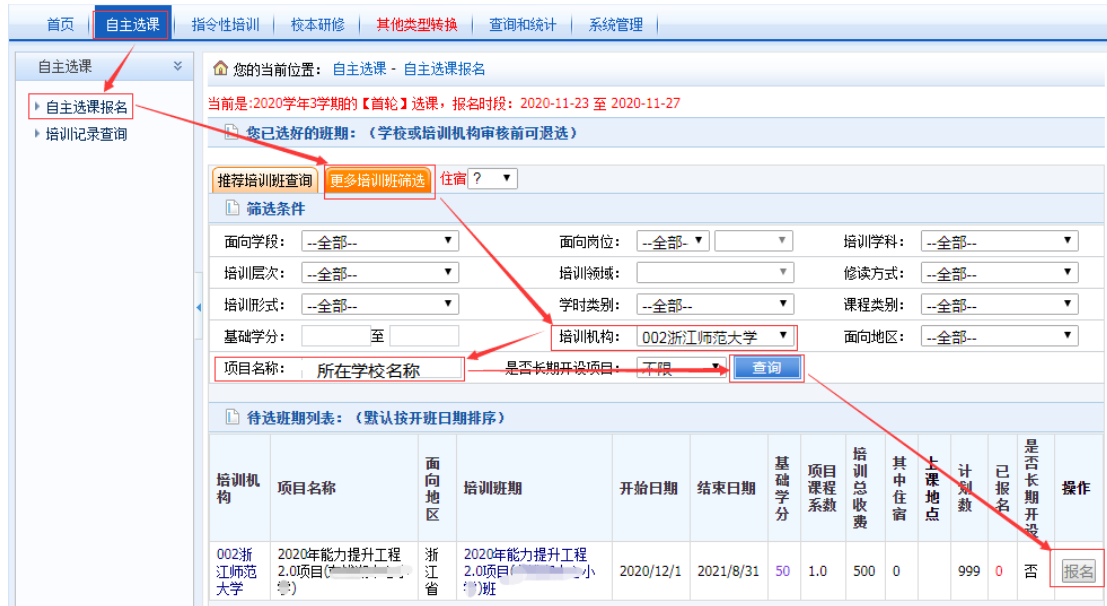 首页 自主选课 指令性培训 校本研修 其他类型转换 查询和统计 系统管理
自主选课
自主选课报名
培训记录查询
您的当前位置： 自主选课 - 自主选课报名
当前是:2020学年3学期的【首轮】选课，报名时段：2020-11-23 至 2020-11-27
您已选好的班期：（学校或培训机构审核前可退选）
推荐培训班查询 更多培训班筛选 住宿 ?
筛选条件
面向学段： --全部-- 面向岗位： --全部- 培训学科： --全部--
培训层次： --全部-- 培训领域： 修读方式： --全部--
培训形式： --全部-- 学时类别： --全部-- 课程类别： --全部--
基础学分： 至 培训机构： 002浙江师范大学 面向地区： --全部--
项目名称： 所在学校名称 是否长期开设项目： 不限 查询
待选班期列表：（默认按开班日期排序）
培训机构 项目名称 面向地区 培训班期 开始日期 结束日期 基础学分 项目课程系数 培训总收费 其中住宿 上课地点 计划数 已报名 是否长期开设 操作
002浙江师范大学 2020年能力提升工程2.0项目( 学) 浙江省 2020年能力提升工程2.0项目( 小学)班 2020/12/1 2021/8/31 50 1.0 500 0 999 0 否 报名